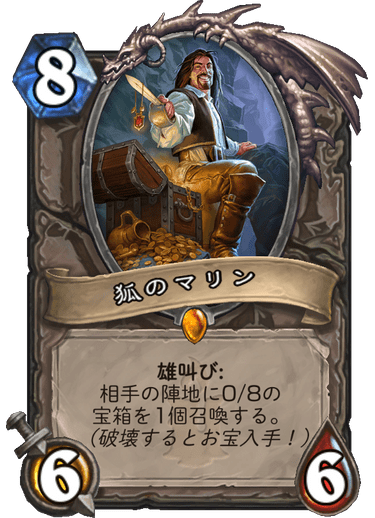 8
狐のマリン
雄叫び:
相手の陣地に0/8の
宝箱を1個召喚する。
(破壊するとお宝入手!)
6
6